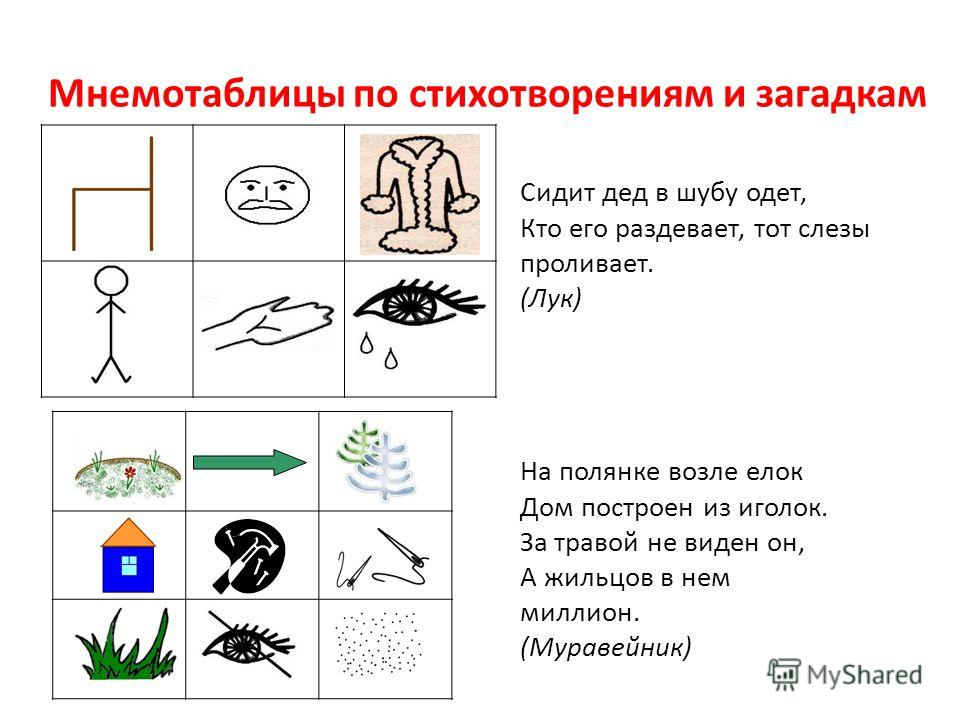 Мнемотаблицы по стихотворениям и загадкам
Сидит дед в шубу одет,
Кто его раздевает, тот слезы
проливает.
(Лук)
На полянке возле елок
Дом построен из иголок.
За травой не виден он,
А жильцов в нем
миллион.
(Муравейник)
MyShared